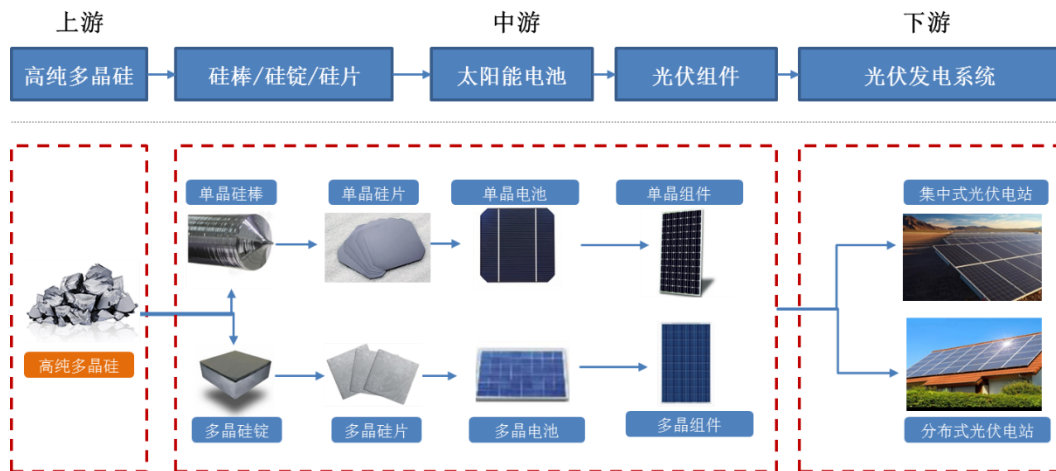 上游
中游
下游
高纯多晶硅
硅棒/硅锭/硅片
太阳能电池
光伏组件
光伏发电系统
单晶硅棒
单晶硅片
单晶电池
单晶组件
集中式光伏电站
高纯多晶硅
多晶硅锭
多晶硅片
多晶电池
多晶组件
分布式光伏电站